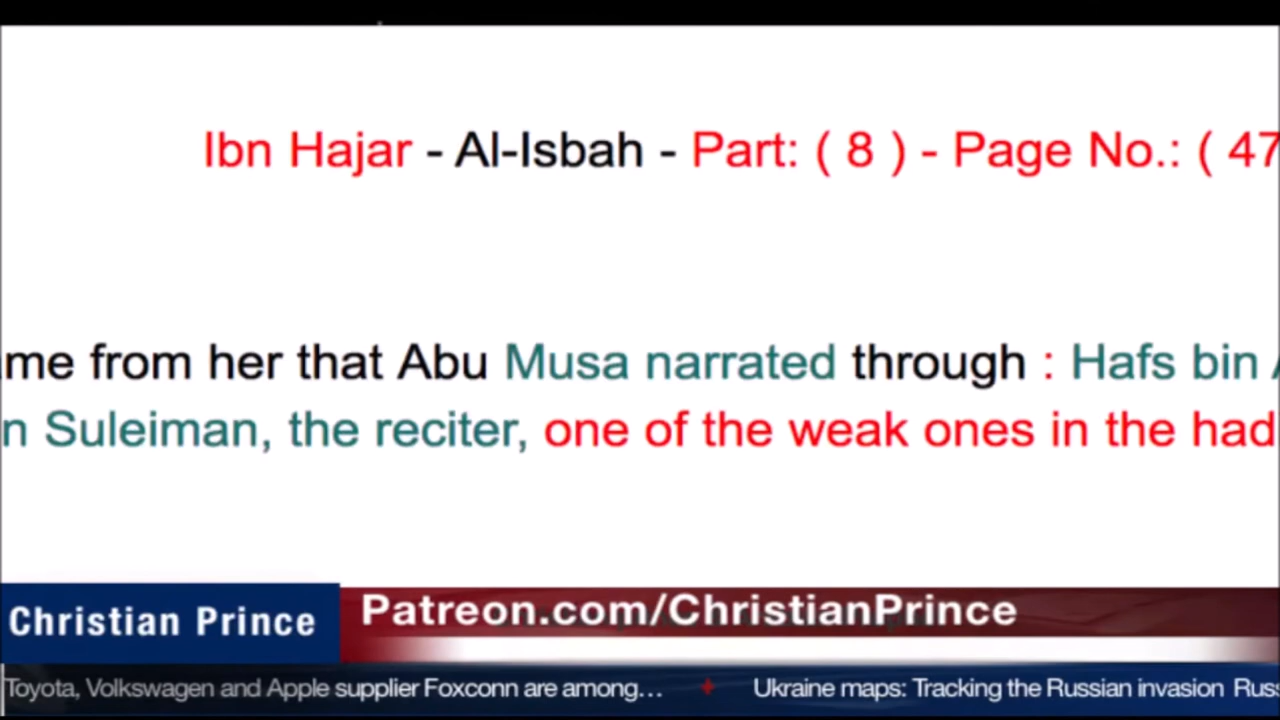 Ibn Hajar - Al-Isbah - Part: ( 8 ) - Page No.: ( 47
me from her that Abu Musa narrated through : Hafs bin
n Suleiman, the reciter, one of the weak ones in the had
Christian Prince
Patreon.com/ChristianPrince
Toyota, Volkswagen and Apple supplier Foxconn are among... Ukraine maps: Tracking the Russian invasion Russ